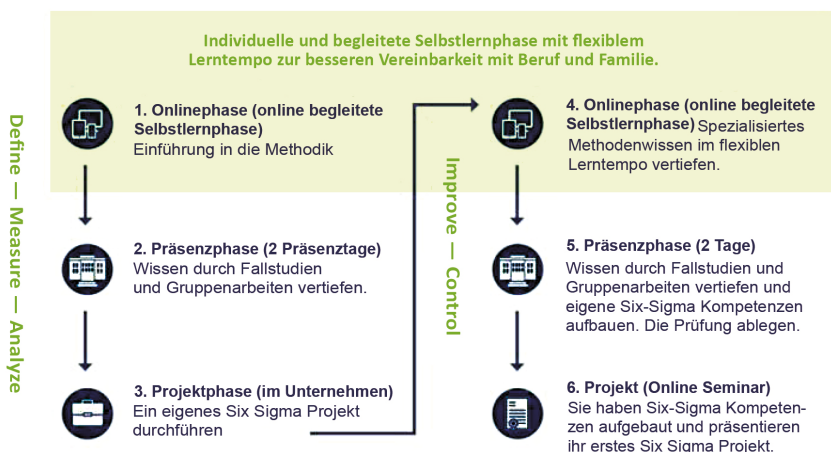 Individuelle und begleitete Selbstlernphase mit flexiblem
Lerntempo zur besseren Vereinbarkeit mit Beruf und Familie.
Define — Measure — Analyze
1. Onlinephase (online begleitete
Selbstlernphase)
Einführung in die Methodik
2. Präsenzphase (2 Präsenztage)
Wissen durch Fallstudien
und Gruppenarbeiten vertiefen.
3. Projektphase (im Unternehmen)
Ein eigenes Six Sigma Projekt
durchführen
Improve — Control
4. Onlinephase (online begleitete
Selbstlernphase) Spezialisiertes
Methodenwissen im flexiblen
Lerntempo vertiefen.
5. Präsenzphase (2 Tage)
Wissen durch Fallstudien und
Gruppenarbeiten vertiefen und
eigene Six-Sigma Kompetenzen
aufbauen. Die Prüfung ablegen.
6. Projekt (Online Seminar)
Sie haben Six-Sigma Kompeten-
zen aufgebaut und präsentieren
ihr erstes Six Sigma Projekt.